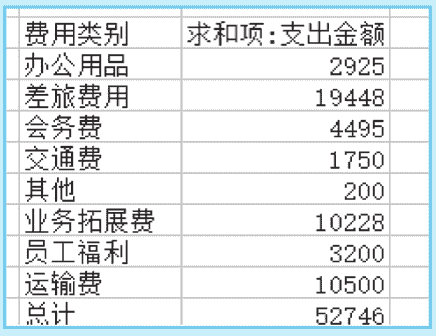 费用类别 求和项:支出金额
办公用品 2925
差旅费用 19448
会务费 4495
交通费 1750
其他 200
业务拓展费 10228
员工福利 3200
运输费 10500
总计 52746